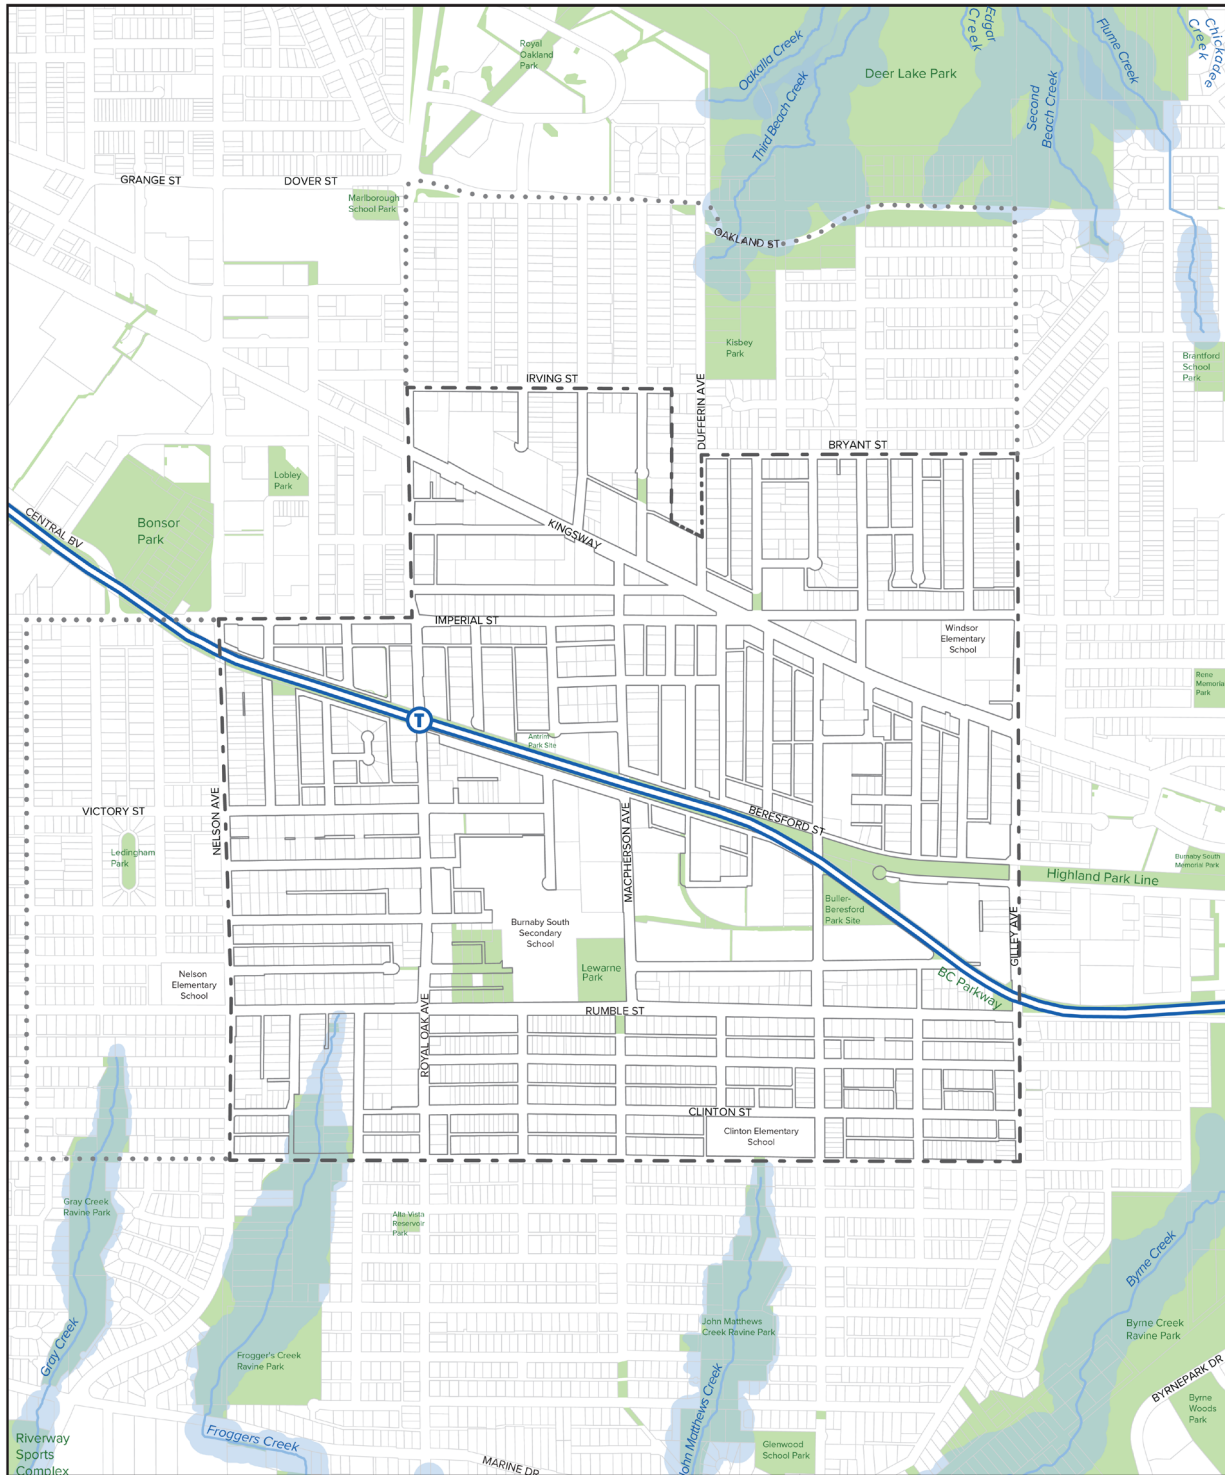 Royal
Oakland
Park
Oakalla Creek
Third Beach Creek
Deer Lake Park
Edgar
Creek
Second
Beach Creek
Flume Creek
Chickadee
Creek
GRANGE ST
DOVER ST
Marlborough
School Park
OAKLAND ST
Kisbey
Park
Brantford
School
Park
IRVING ST
DUFFERIN AVE
BRYANT ST
Lobley
Park
Bonsor
Park
CENTRAL BV
KINGSWAY
IMPERIAL ST
Windsor
Elementary
School
Rene
Memorial
Park
T
Antrim
Park Site
NELSON AVE
VICTORY ST
Ledingham
Park
MACPHERSON AVE
BERESFORD ST
Burnaby South
Memorial Park
Highland Park Line
Buller-
Beresford
Park Site
GILLEY AVE
Burnaby South
Secondary
School
Lewarne
Park
Nelson
Elementary
School
BC Parkway
ROYAL OAK AVE
RUMBLE ST
CLINTON ST
Clinton Elementary
School
Gray Creek
Ravine Park
Alta Vista
Reservoir
Park
Byrne Creek
Gray Creek
John Matthews
Creek Ravine Park
Byrne Creek
Ravine Park
Frogger's Creek
Ravine Park
BYRNEPARK DR
Byrne
Woods
Park
John Matthews Creek
Froggers Creek
Riverway
Sports
Complex
Glenwood
School Park
MARINE DR